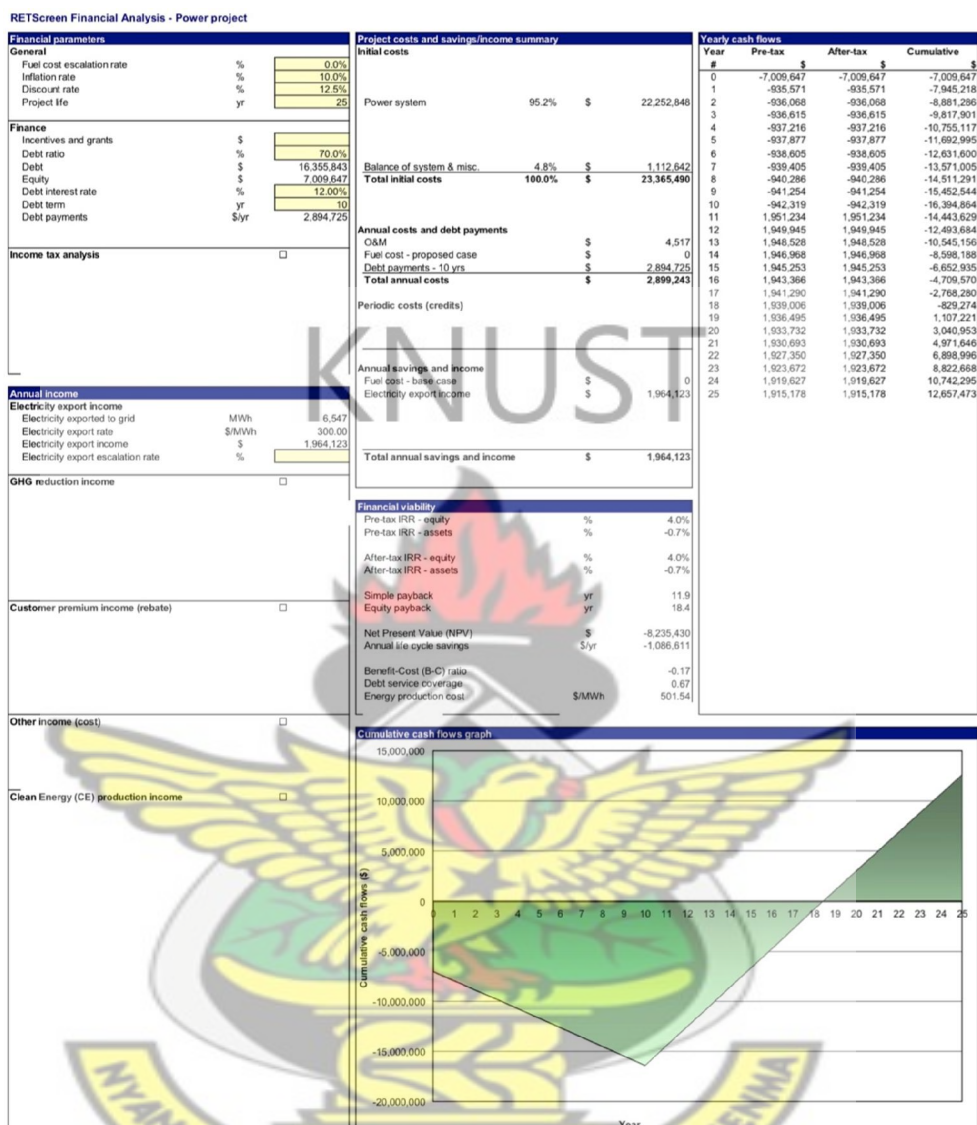 RETScreen Financial Analysis - Power project
Financial parameters
General
Fuel cost escalation rate % 0.0%
Inflation rate % 10.0%
Discount rate % 12.5%
Project life yr 25
Finance
Incentives and grants $
Debt ratio % 70.0%
Debt $ 16,355,843
Equity $ 7,009,647
Debt interest rate % 12.00%
Debt term yr 10
Debt payments $/yr 2,894,725
Income tax analysis
Annual income
Electricity export income
Electricity exported to grid MWh 6,547
Electricity export rate $/MWh 300.00
Electricity export income $ 1,964,123
Electricity export escalation rate %
GHG reduction income
Customer premium income (rebate)
Other income (cost)
Clean Energy (CE) production income
Project costs and savings/income summary
Initial costs
Power system 95.2% $ 22,252,848
Balance of system & misc. 4.8% $ 1,112,642
Total initial costs 100.0% $ 23,365,490
Annual costs and debt payments
O&M $ 4,517
Fuel cost - proposed case $ 0
Debt payments - 10 yrs $ 2,894,725
Total annual costs $ 2,899,243
Periodic costs (credits)
KNUST
Annual savings and income
Fuel cost - base case $ 0
Electricity export income $ 1,964,123
Total annual savings and income $ 1,964,123
Financial viability
Pre-tax IRR - equity % 4.0%
Pre-tax IRR - assets % -0.7%
After-tax IRR - equity % 4.0%
After-tax IRR - assets % -0.7%
Simple payback yr 11.9
Equity payback yr 18.4
Net Present Value (NPV) $ -8,235,430
Annual life cycle savings $/yr -1,086,611
Benefit-Cost (B-C) ratio -0.17
Debt service coverage 0.67
Energy production cost $/MWh 501.54
Yearly cash flows
Year Pre-tax After-tax Cumulative
# $ $ $
0 -7,009,647 -7,009,647 -7,009,647
1 -935,571 -935,571 -7,945,218
2 -936,068 -936,068 -8,881,286
3 -936,615 -936,615 -9,817,901
4 -937,216 -937,216 -10,755,117
5 -937,877 -937,877 -11,692,995
6 -938,605 -938,605 -12,631,600
7 -939,405 -939,405 -13,571,005
8 -940,286 -940,286 -14,511,291
9 -941,254 -941,254 -15,452,544
10 -942,319 -942,319 -16,394,864
11 1,951,234 1,951,234 -14,443,629
12 1,949,945 1,949,945 -12,493,684
13 1,948,528 1,948,528 -10,545,156
14 1,946,968 1,946,968 -8,598,188
15 1,945,253 1,945,253 -6,652,935
16 1,943,366 1,943,366 -4,709,570
17 1,941,290 1,941,290 -2,768,280
18 1,939,006 1,939,006 -829,274
19 1,936,495 1,936,495 1,107,221
20 1,933,732 1,933,732 3,040,953
21 1,930,693 1,930,693 4,971,646
22 1,927,350 1,927,350 6,898,996
23 1,923,672 1,923,672 8,822,668
24 1,919,627 1,919,627 10,742,295
25 1,915,178 1,915,178 12,657,473
Cumulative cash flows graph
Cumulative cash flows ($)
15,000,000
10,000,000
5,000,000
0
0 1 2 3 4 5 6 7 8 9 10 11 12 13 14 15 16 17 18 19 20 21 22 23 24 25
-5,000,000
-10,000,000
-15,000,000
-20,000,000
Year
NYAN
ENMA